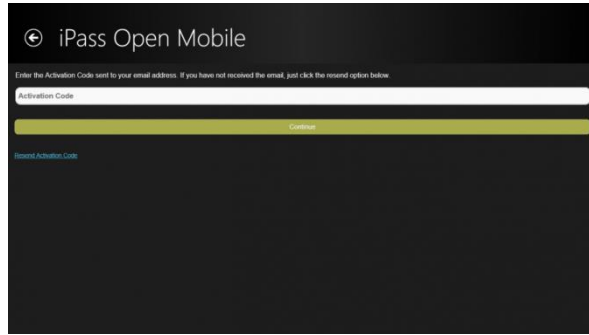 iPass Open Mobile
Enter the Activation Code sent to your email address. If you have not received the email, just click the resend option below.
Activation Code
Continue
Resend Activation Code